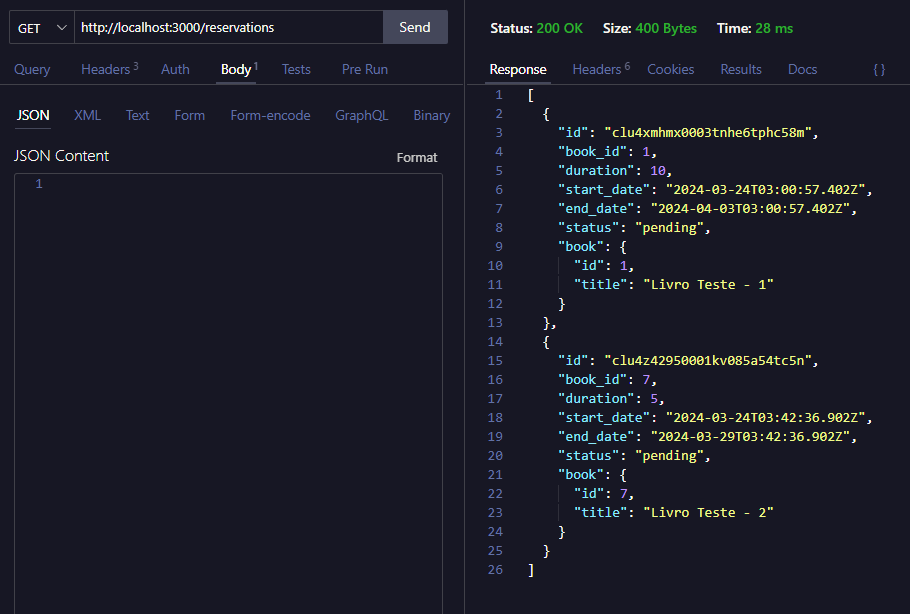 GET http://localhost:3000/reservations Send
Query Headers 3 Auth Body 1 Tests Pre Run
JSON XML Text Form Form-encode GraphQL Binary
JSON Content Format
1
Status: 200 OK Size: 400 Bytes Time: 28 ms
Response Headers 6 Cookies Results Docs { }
1 [
2 {
3 "id": "clu4xmhmx0003tnhe6tphc58m",
4 "book_id": 1,
5 "duration": 10,
6 "start_date": "2024-03-24T03:00:57.402Z",
7 "end_date": "2024-04-03T03:00:57.402Z",
8 "status": "pending",
9 "book": {
10 "id": 1,
11 "title": "Livro Teste - 1"
12 }
13 },
14 {
15 "id": "clu4z42950001kv085a54tc5n",
16 "book_id": 7,
17 "duration": 5,
18 "start_date": "2024-03-24T03:42:36.902Z",
19 "end_date": "2024-03-29T03:42:36.902Z",
20 "status": "pending",
21 "book": {
22 "id": 7,
23 "title": "Livro Teste - 2"
24 }
25 }
26 ]